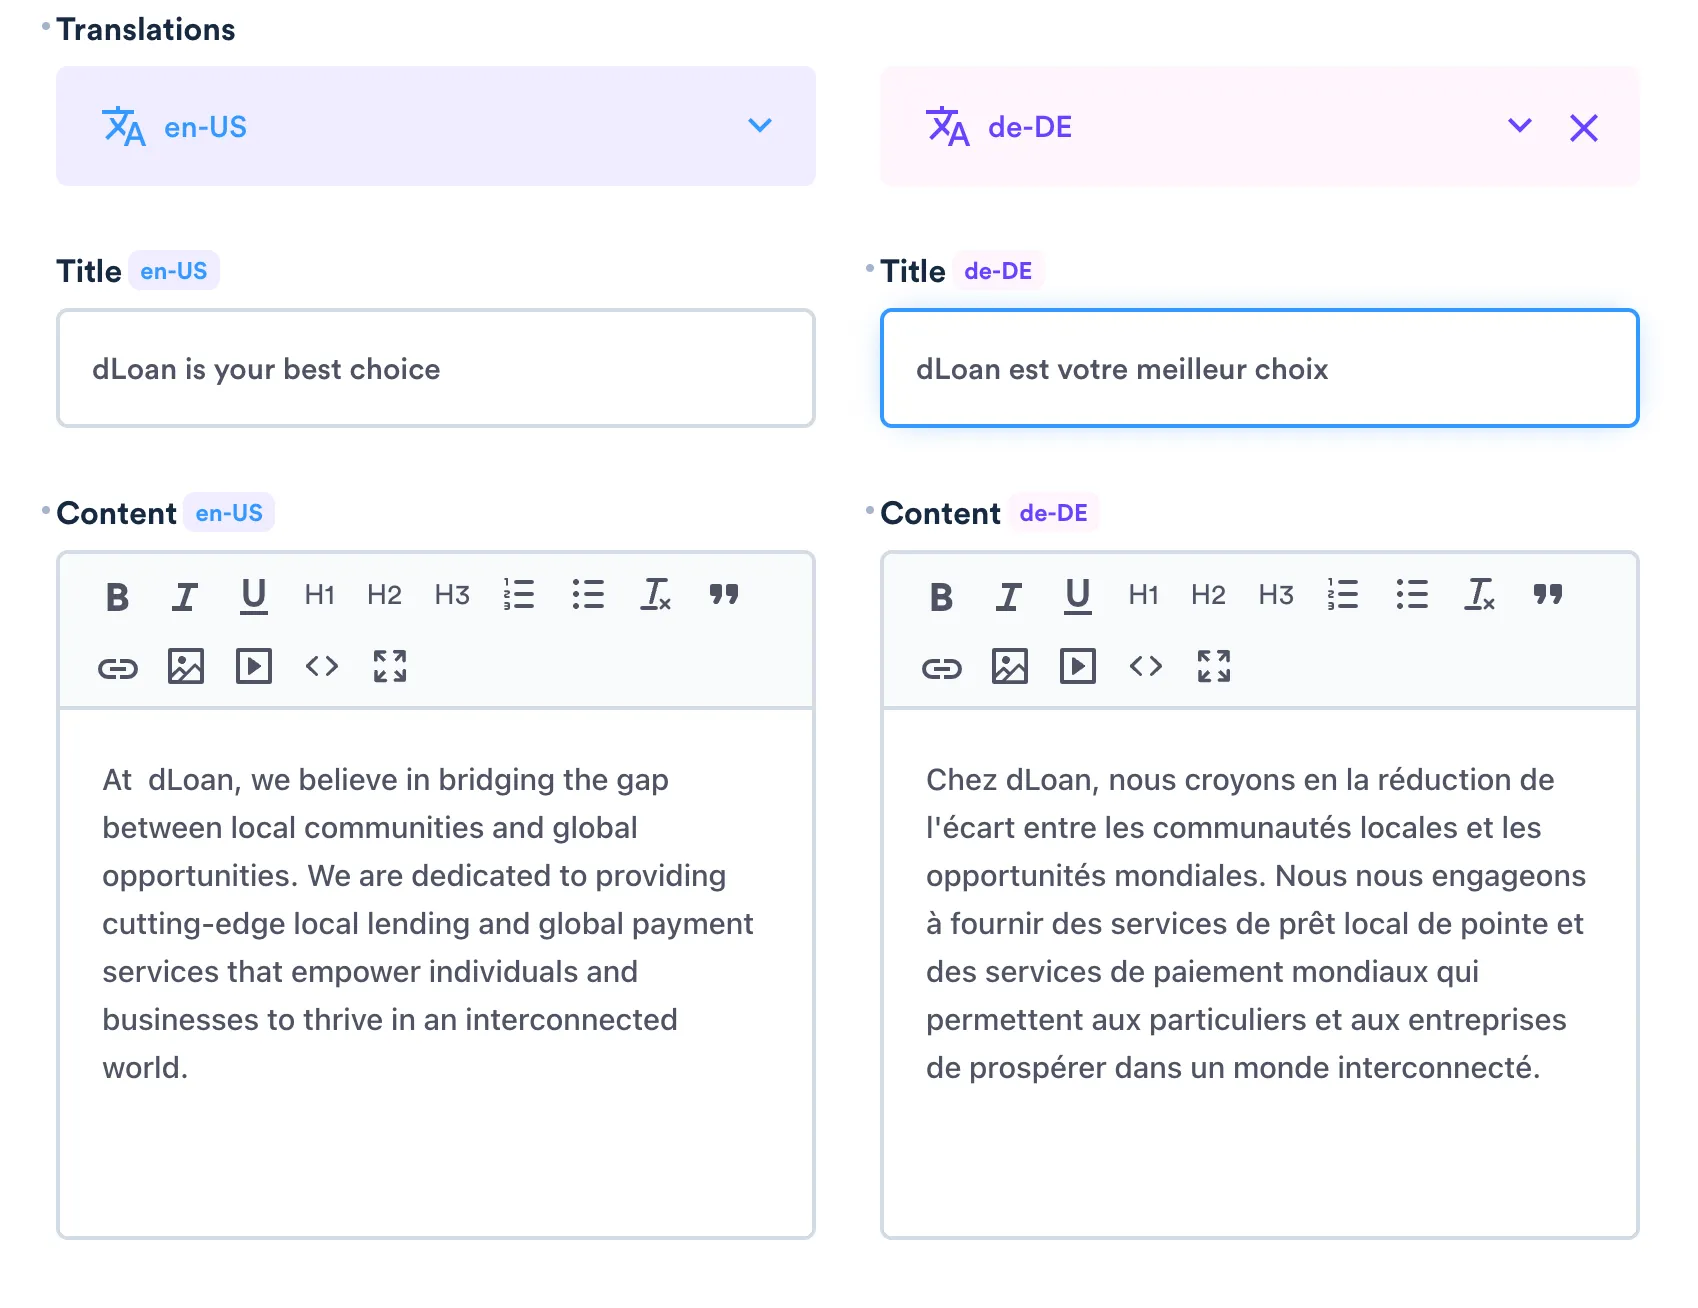 Translations
en-US
de-DE
Title en-US
Title de-DE
dLoan is your best choice
dLoan est votre meilleur choix
Content en-US
Content de-DE
B I U H1 H2 H3
B I U H1 H2 H3
At  dLoan, we believe in bridging the gap
between local communities and global
opportunities. We are dedicated to providing
cutting-edge local lending and global payment
services that empower individuals and
businesses to thrive in an interconnected
world.
Chez dLoan, nous croyons en la réduction de
l'écart entre les communautés locales et les
opportunités mondiales. Nous nous engageons
à fournir des services de prêt local de pointe et
des services de paiement mondiaux qui
permettent aux particuliers et aux entreprises
de prospérer dans un monde interconnecté.